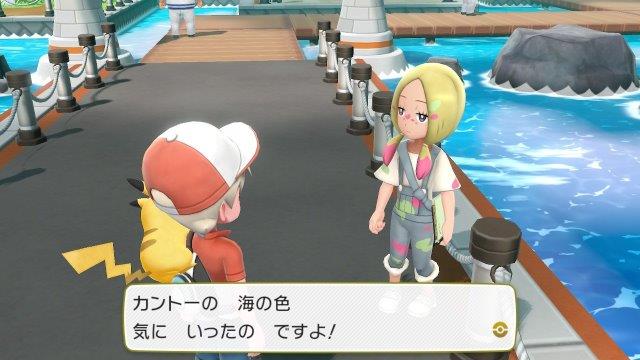 カントーの　海の色
気に　いったの　ですよ!